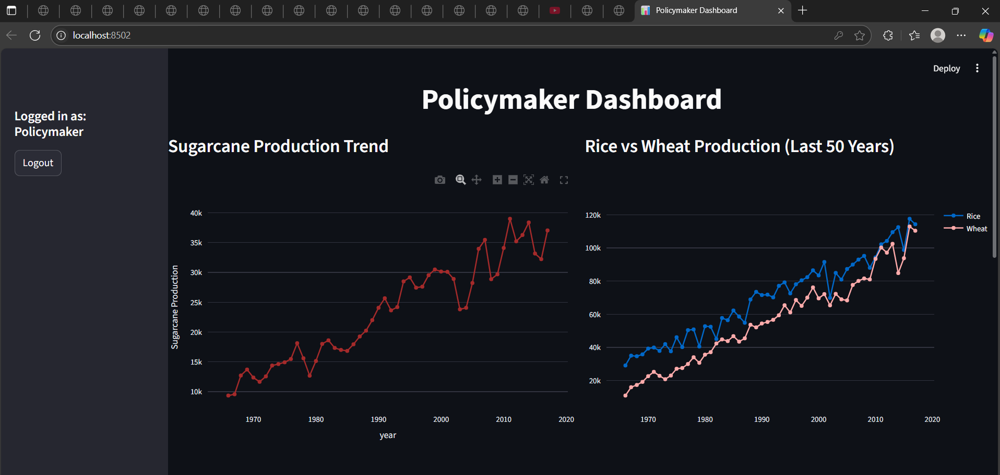 Policymaker Dashboard
localhost:8502
Deploy
Logged in as:
Policymaker
Logout
Policymaker Dashboard
Sugarcane Production Trend
40k
35k
30k
25k
20k
15k
10k
Sugarcane Production
1970 1980 1990 2000 2010 2020
year
Rice vs Wheat Production (Last 50 Years)
120k
100k
80k
60k
40k
20k
1970 1980 1990 2000 2010 2020
Rice
Wheat